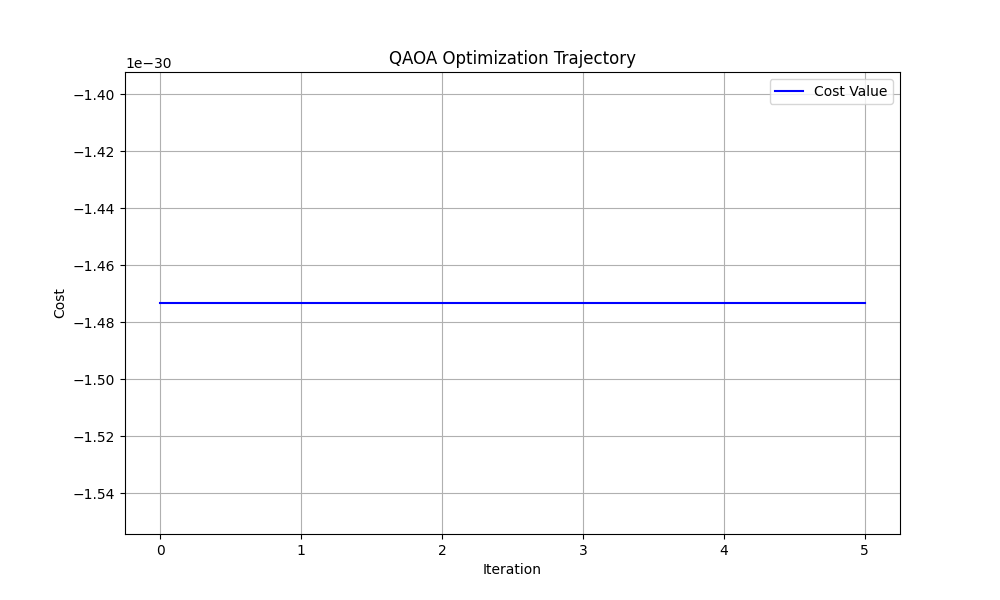 QAOA Optimization Trajectory
1e−30
Cost Value
−1.40
−1.42
−1.44
−1.46
−1.48
−1.50
−1.52
−1.54
Cost
0 1 2 3 4 5
Iteration